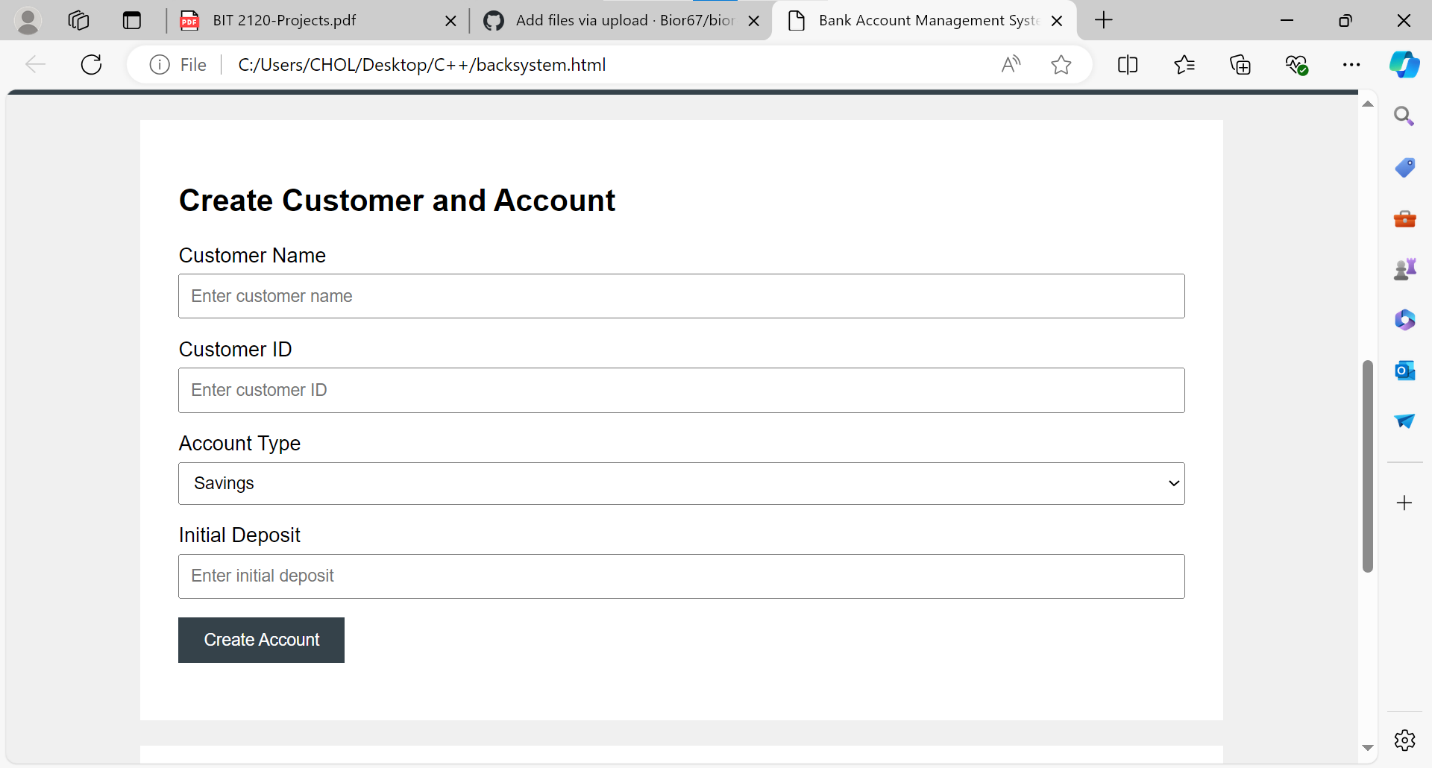 BIT 2120-Projects.pdf
Add files via upload · Bior67/bior
Bank Account Management Syste
File
C:/Users/CHOL/Desktop/C++/backsystem.html
Create Customer and Account
Customer Name
Enter customer name
Customer ID
Enter customer ID
Account Type
Savings
Initial Deposit
Enter initial deposit
Create Account